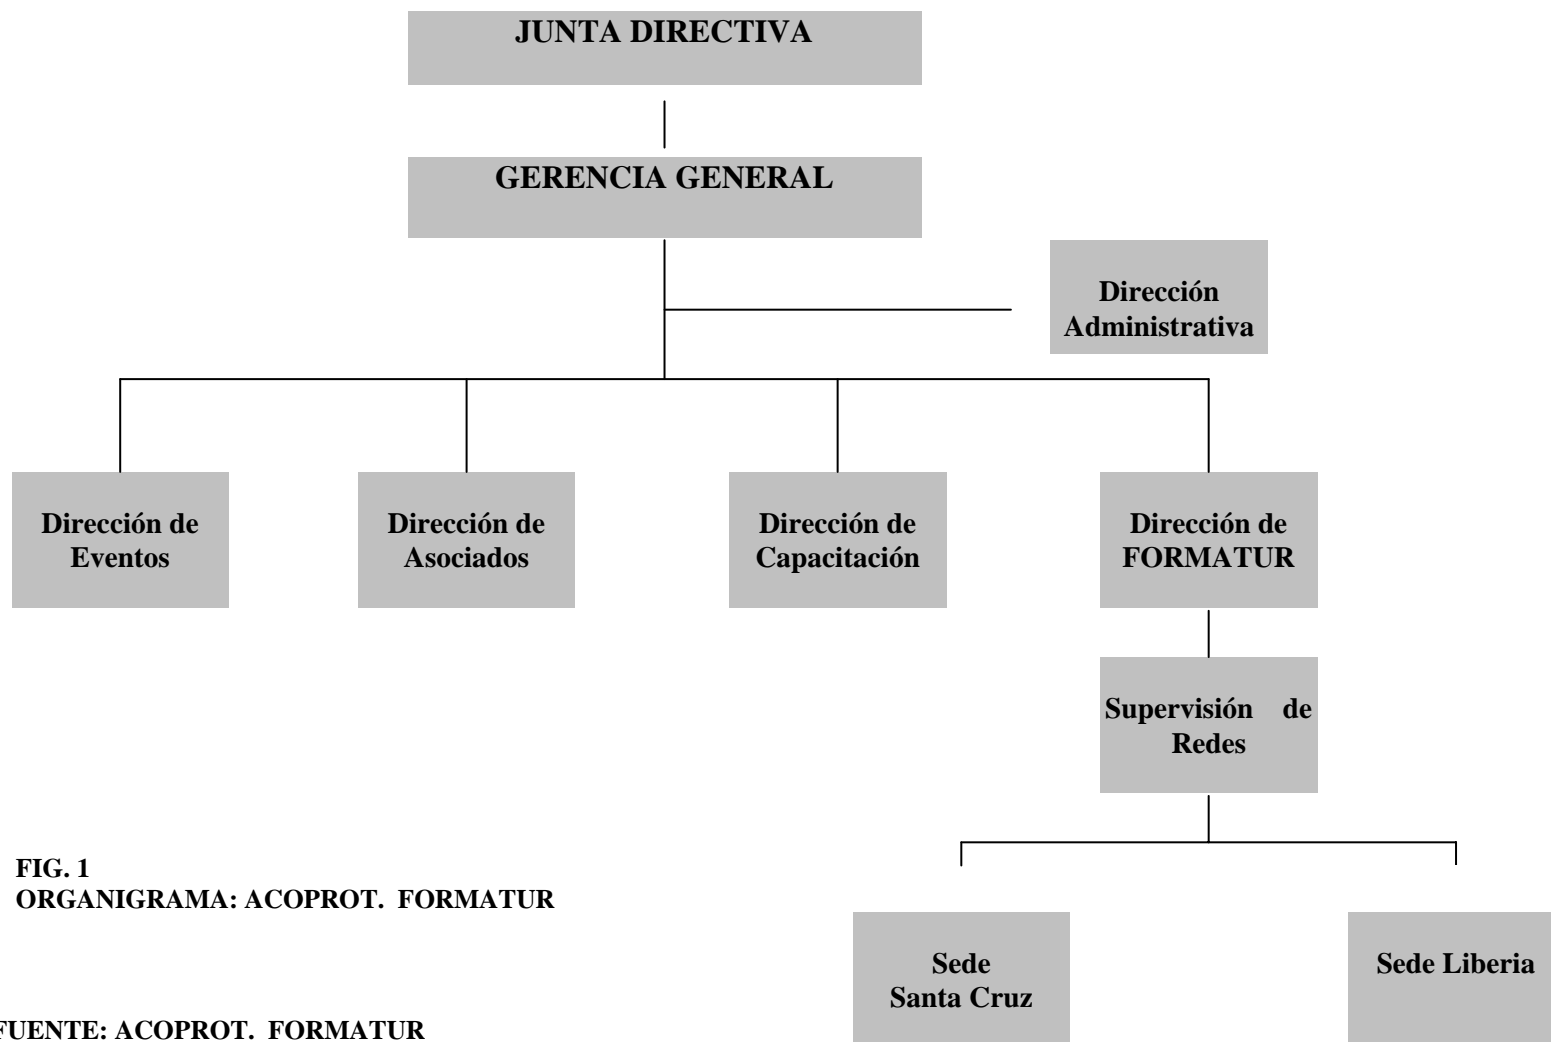 JUNTA DIRECTIVA
GERENCIA GENERAL
Dirección
Administrativa
Dirección de
Eventos
Dirección de
Asociados
Dirección de
Capacitación
Dirección de
FORMATUR
Supervisión de
Redes
FIG. 1
ORGANIGRAMA: ACOPROT. FORMATUR
Sede
Santa Cruz
Sede Liberia
FUENTE: ACOPROT. FORMATUR